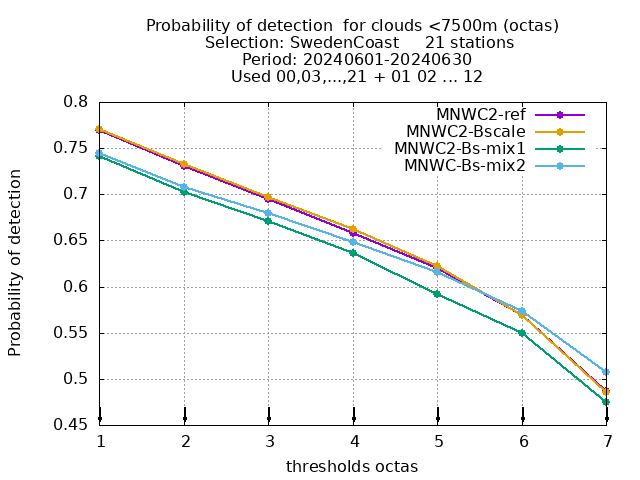 Probability of detection  for clouds <7500m (octas)
Selection: SwedenCoast     21 stations
Period: 20240601-20240630
Used 00,03,...,21 + 01 02 ... 12
MNWC2-ref
MNWC2-Bscale
MNWC2-Bs-mix1
MNWC-Bs-mix2
0.8
0.75
0.7
0.65
0.6
0.55
0.5
0.45
Probability of detection
1 2 3 4 5 6 7
thresholds octas